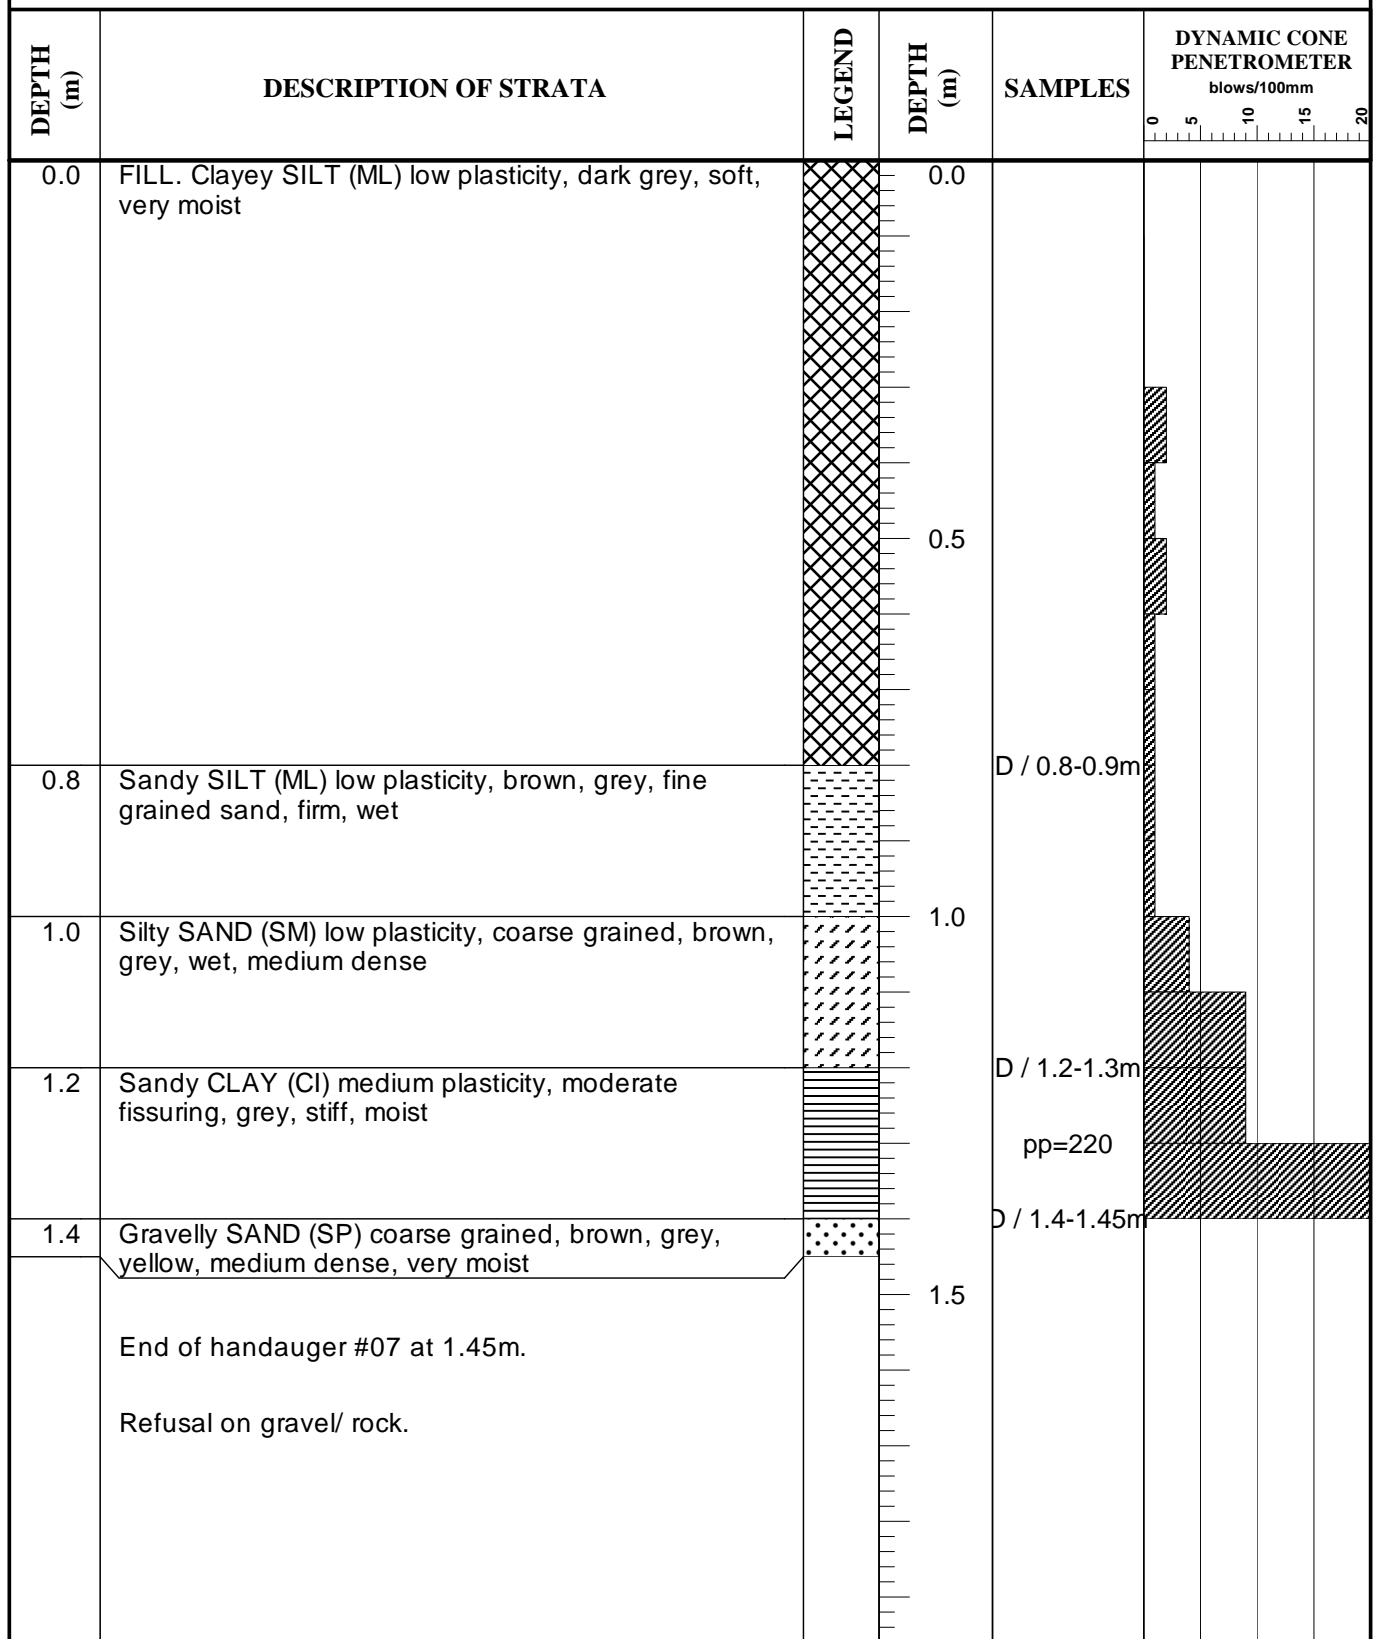 DEPTH
(m)
DESCRIPTION OF STRATA
LEGEND
DEPTH
(m)
SAMPLES
DYNAMIC CONE
PENETROMETER
blows/100mm
0 5 10 15 20
0.0 FILL. Clayey SILT (ML) low plasticity, dark grey, soft, 0.0
very moist
0.5
D / 0.8-0.9m
0.8 Sandy SILT (ML) low plasticity, brown, grey, fine
grained sand, firm, wet
1.0
1.0 Silty SAND (SM) low plasticity, coarse grained, brown,
grey, wet, medium dense
D / 1.2-1.3m
1.2 Sandy CLAY (CI) medium plasticity, moderate
fissuring, grey, stiff, moist
pp=220
D / 1.4-1.45m
1.4 Gravelly SAND (SP) coarse grained, brown, grey,
yellow, medium dense, very moist
1.5
End of handauger #07 at 1.45m.
Refusal on gravel/ rock.